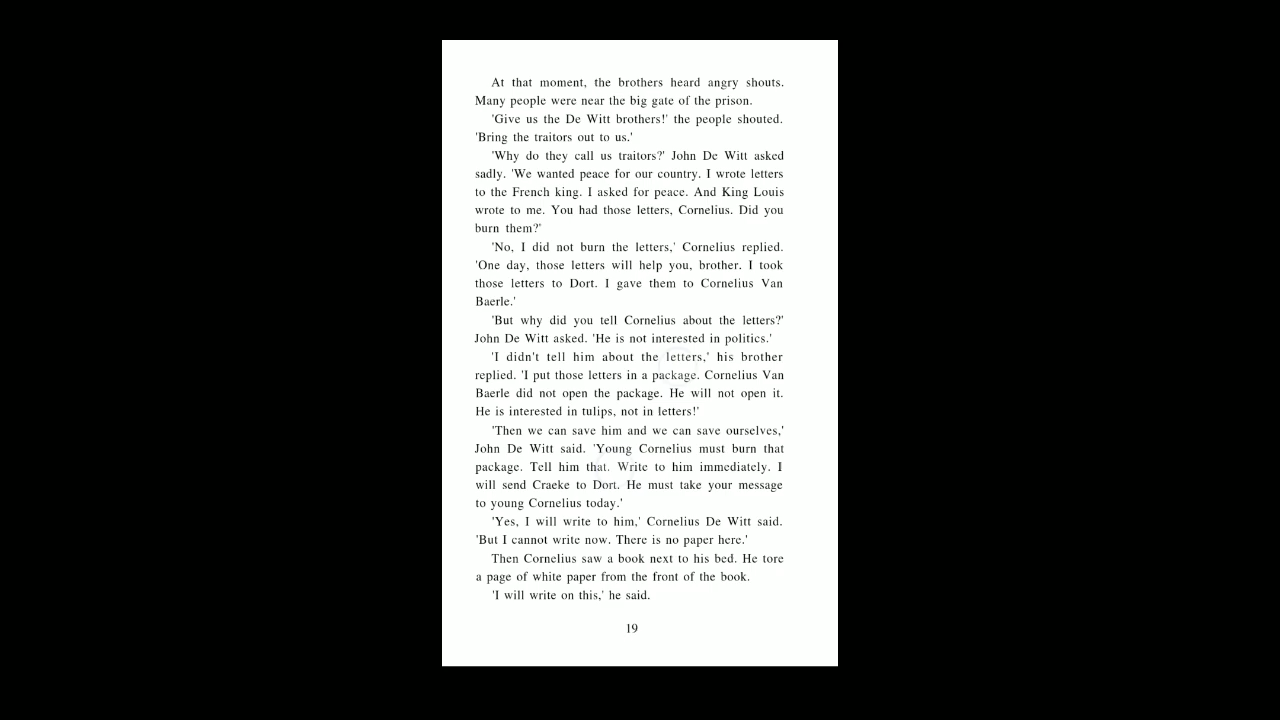 At that moment, the brothers heard angry shouts.
Many people were near the big gate of the prison.
'Give us the De Witt brothers!' the people shouted.
'Bring the traitors out to us.'
'Why do they call us traitors?' John De Witt asked
sadly. 'We wanted peace for our country. I wrote letters
to the French king. I asked for peace. And King Louis
wrote to me. You had those letters, Cornelius. Did you
burn them?'
'No, I did not burn the letters,' Cornelius replied.
'One day, those letters will help you, brother. I took
those letters to Dort. I gave them to Cornelius Van
Baerle.'
'But why did you tell Cornelius about the letters?'
John De Witt asked. 'He is not interested in politics.'
'I didn't tell him about the letters,' his brother
replied. 'I put those letters in a package. Cornelius Van
Baerle did not open the package. He will not open it.
He is interested in tulips, not in letters!'
'Then we can save him and we can save ourselves,'
John De Witt said. 'Young Cornelius must burn that
package. Tell him that. Write to him immediately. I
will send Craeke to Dort. He must take your message
to young Cornelius today.'
'Yes, I will write to him,' Cornelius De Witt said.
'But I cannot write now. There is no paper here.'
Then Cornelius saw a book next to his bed. He tore
a page of white paper from the front of the book.
'I will write on this,' he said.
19